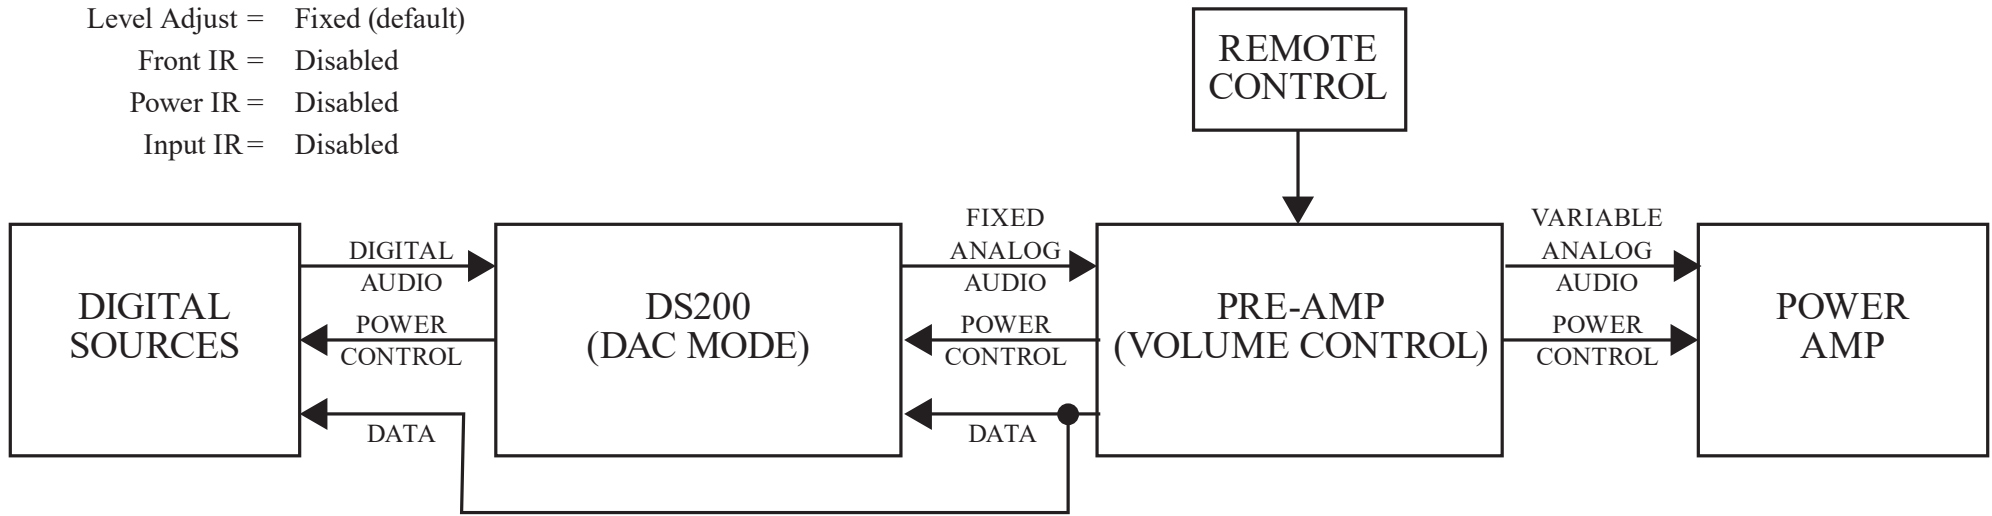 Level Adjust = Fixed (default)
Front IR = Disabled
Power IR = Disabled
Input IR = Disabled
REMOTE
CONTROL
DIGITAL
SOURCES
DIGITAL
AUDIO
POWER
CONTROL
DATA
DS200
(DAC MODE)
FIXED
ANALOG
AUDIO
POWER
CONTROL
DATA
PRE-AMP
(VOLUME CONTROL)
VARIABLE
ANALOG
AUDIO
POWER
CONTROL
POWER
AMP